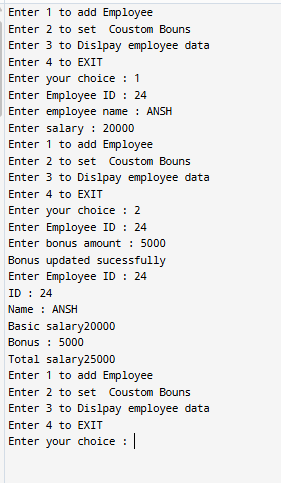 Enter 1 to add Employee
Enter 2 to set  Coustom Bouns
Enter 3 to Dislpay employee data
Enter 4 to EXIT
Enter your choice : 1
Enter Employee ID : 24
Enter employee name : ANSH
Enter salary : 20000
Enter 1 to add Employee
Enter 2 to set  Coustom Bouns
Enter 3 to Dislpay employee data
Enter 4 to EXIT
Enter your choice : 2
Enter Employee ID : 24
Enter bonus amount : 5000
Bonus updated sucessfully
Enter Employee ID : 24
ID : 24
Name : ANSH
Basic salary20000
Bonus : 5000
Total salary25000
Enter 1 to add Employee
Enter 2 to set  Coustom Bouns
Enter 3 to Dislpay employee data
Enter 4 to EXIT
Enter your choice :